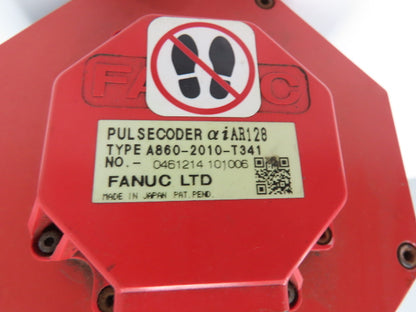 FANUC
PULSECODER αiAR128
TYPE A860-2010-T341
NO.- 0461214 101006
FANUC LTD
MADE IN JAPAN PAT.PEND.